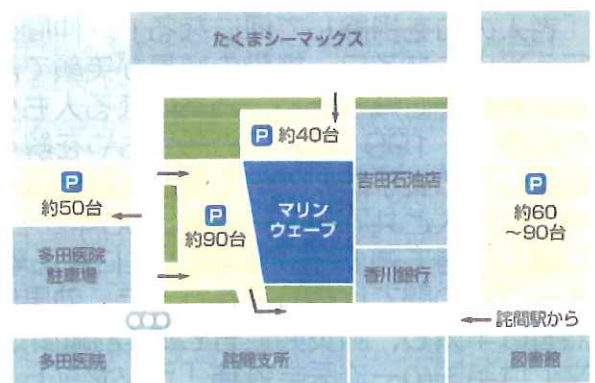 たくまシーマックス
P 約40台
P
約50台
P
約90台
マリン
ウェーブ
吉田石油店
P
約60
～90台
多田医院
駐車場
香川銀行
詫間駅から
多田医院
詫間支所
図書館